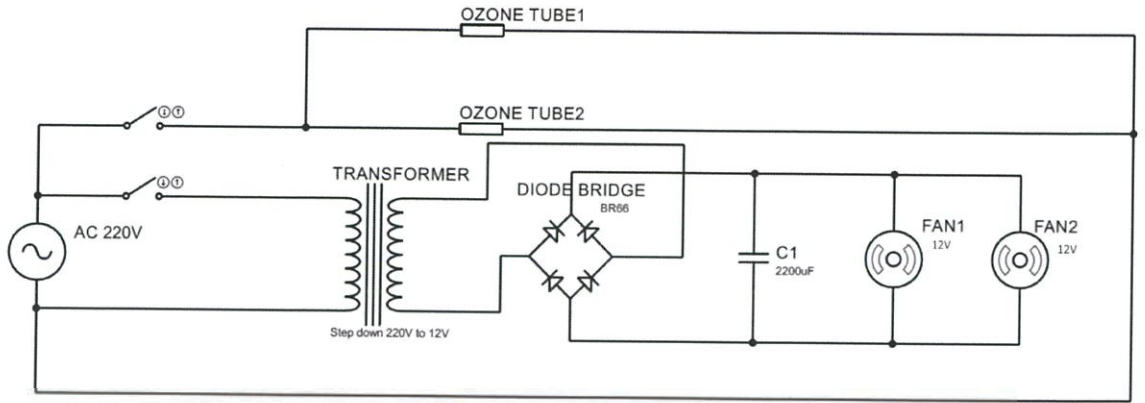 OZONE TUBE1
OZONE TUBE2
TRANSFORMER
DIODE BRIDGE
BR66
AC 220V
FAN1
12V
FAN2
12V
C1
2200uF
Step down 220V to 12V